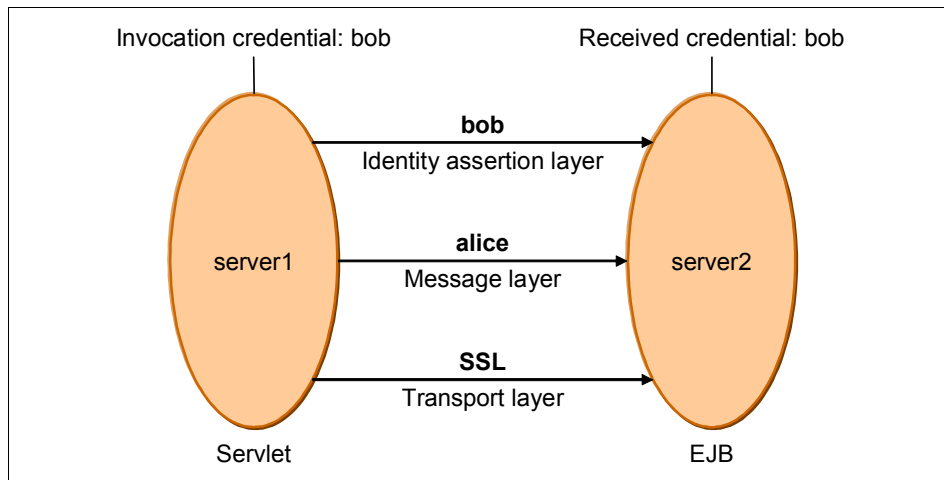 Invocation credential: bob
Received credential: bob
bob
Identity assertion layer
server1
alice
Message layer
server2
SSL
Transport layer
Servlet
EJB